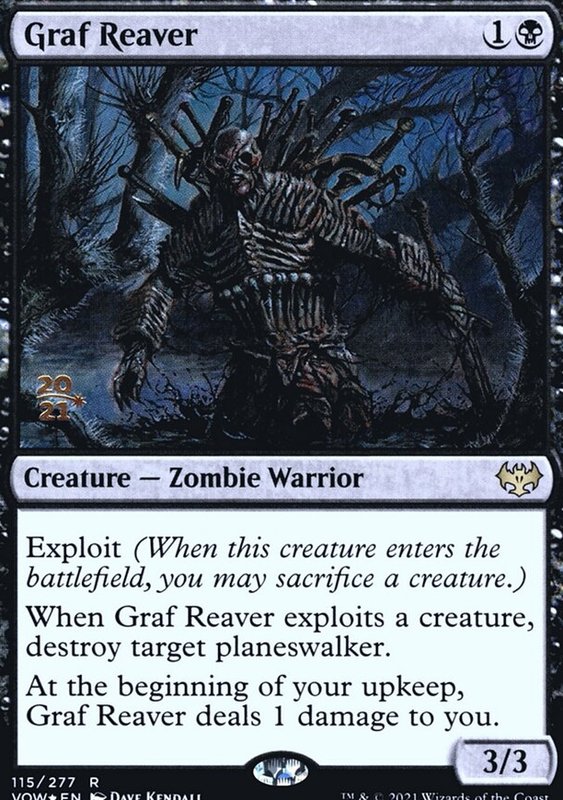 Graf Reaver 1
20
21
Creature — Zombie Warrior
Exploit (When this creature enters the
battlefield, you may sacrifice a creature.)
When Graf Reaver exploits a creature,
destroy target planeswalker.
At the beginning of your upkeep,
Graf Reaver deals 1 damage to you.
3/3
115/277 R
VOW★EN Dave Kendall ™ & © 2021 Wizards of the Coast